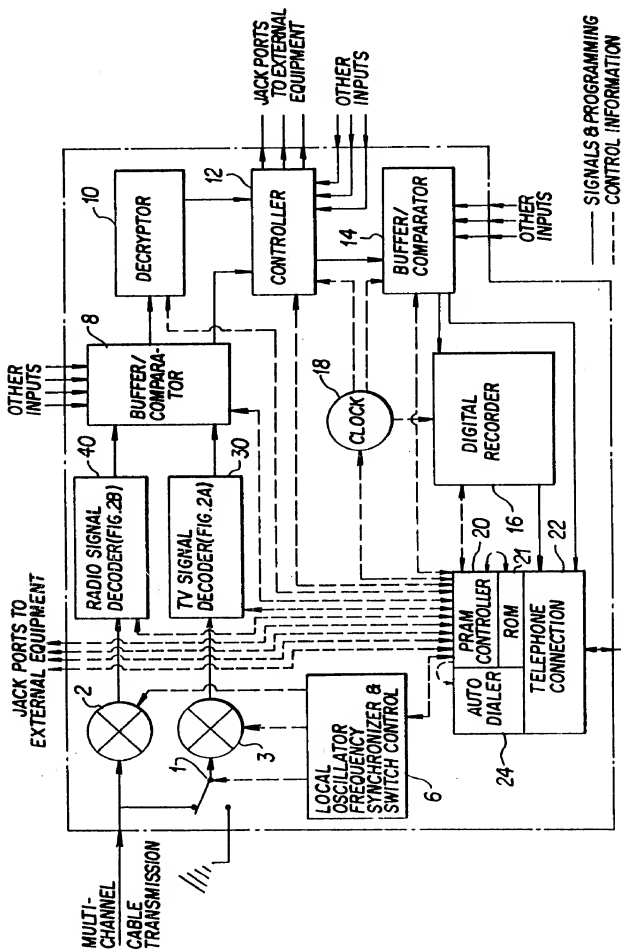 MULTI-
CHANNEL
CABLE
TRANSMISSION
JACK PORTS TO
EXTERNAL EQUIPMENT
1
2
3
LOCAL
OSCILLATOR
FREQUENCY
SYNCHRONIZER &
SWITCH CONTROL
6
RADIO SIGNAL
DECODER(FIG.2B)
40
TV SIGNAL
DECODER(FIG.2A)
30
OTHER
INPUTS
8
BUFFER/
COMPARA-
TOR
10
DECRYPTOR
12
CONTROLLER
JACK PORTS
TO EXTERNAL
EQUIPMENT
OTHER
INPUTS
14
BUFFER/
COMPARATOR
OTHER
INPUTS
18
CLOCK
DIGITAL
RECORDER
16
PRAM
CONTROLLER
20
ROM
21
AUTO
DIALER
24
TELEPHONE
CONNECTION
22
SIGNALS & PROGRAMMING
CONTROL INFORMATION